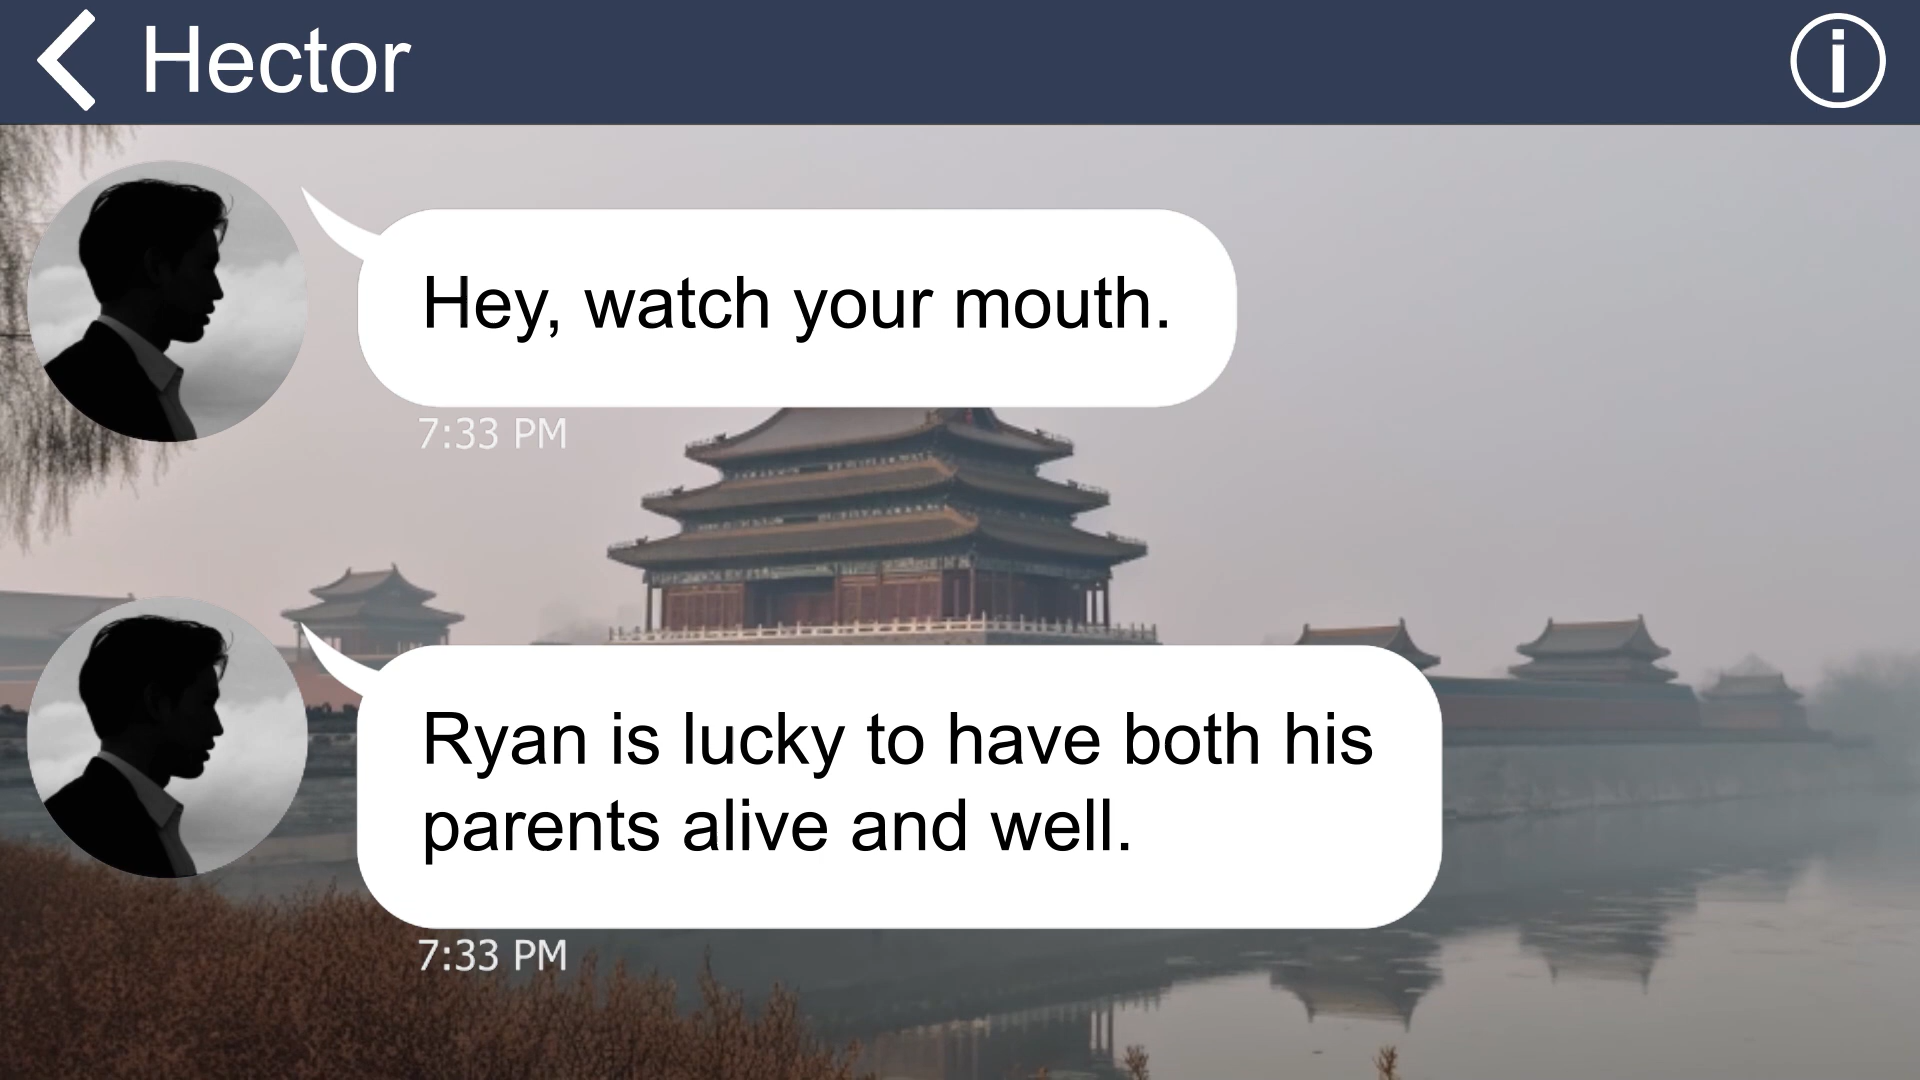 Hector
Hey, watch your mouth.
7:33 PM
Ryan is lucky to have both his
parents alive and well.
7:33 PM